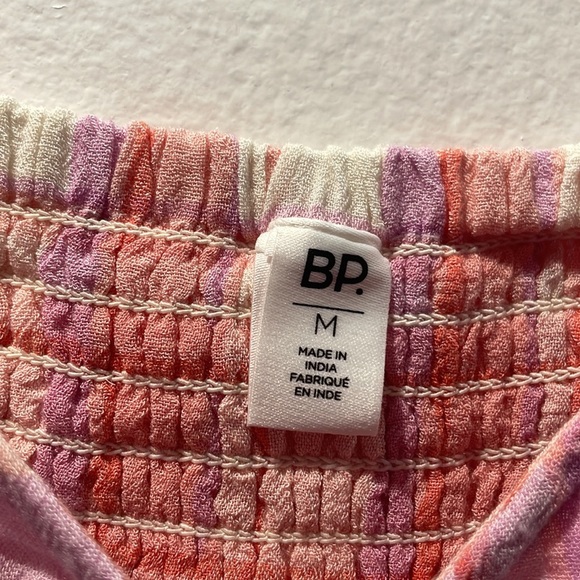 BP.
M
MADE IN
INDIA
FABRIQUÉ
EN INDE